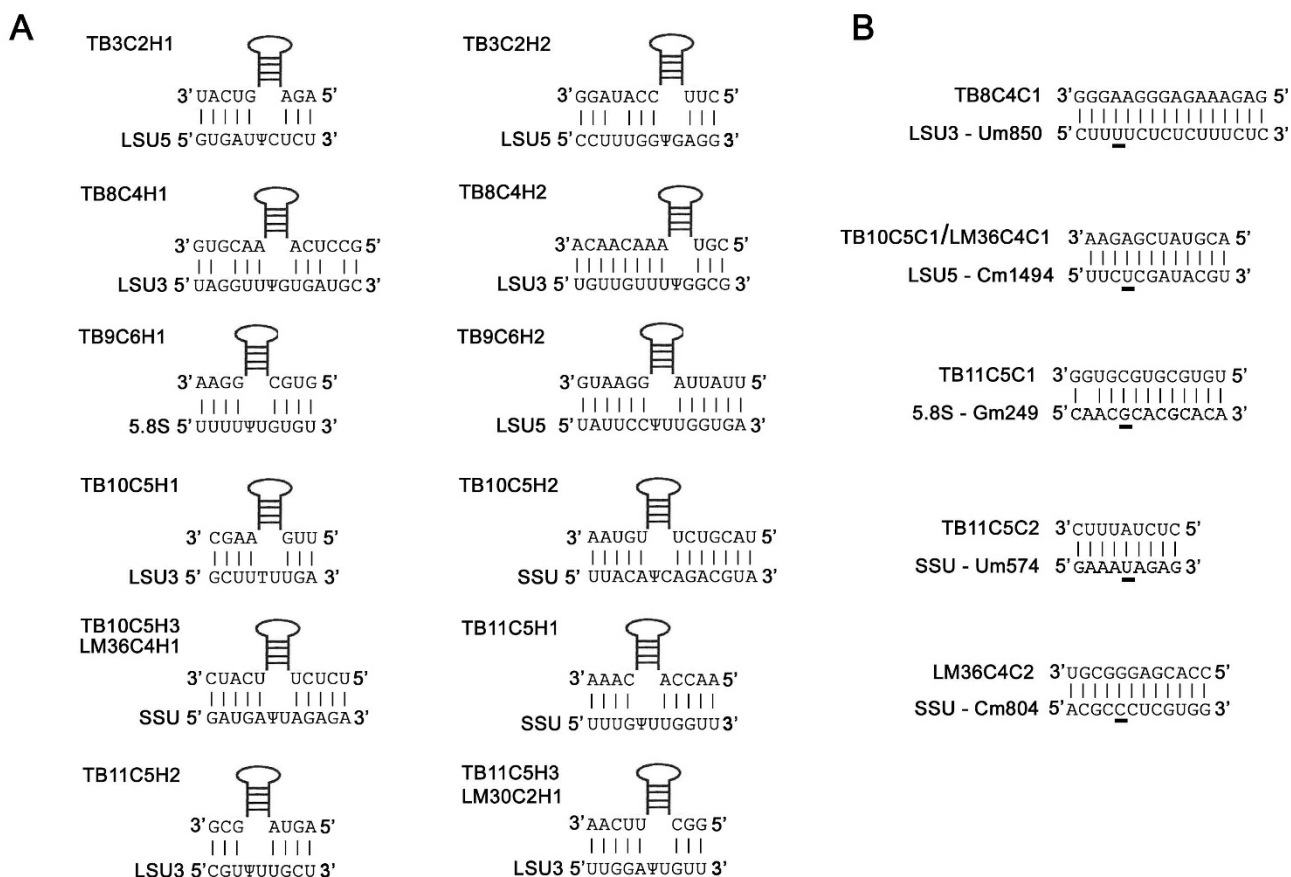 A
B
TB3C2H1
3' UACUG AGA 5'
LSU5 5' GUGAUΨCUCU 3'
TB3C2H2
3' GGAUACC UUC 5'
LSU5 5' CCUUUGGΨGAGG 3'
TB8C4H1
3' GUGCAA ACUCCG 5'
LSU3 5' UAGGUUΨGUGAUGC 3'
TB8C4H2
3' ACAACAAA UGC 5'
LSU3 5' UGUUGUUUΨGGCG 3'
TB9C6H1
3' AAGG CGUG 5'
5.8S 5' UUUUΨUGUGU 3'
TB9C6H2
3' GUAAGG AUUAUU 5'
LSU5 5' UAUUCCΨUUGGUGA 3'
TB10C5H1
3' CGAA GUU 5'
LSU3 5' GCUUTUUGA 3'
TB10C5H2
3' AAUGU UCUGCAU 5'
SSU 5' UUACAΨCAGACGUA 3'
TB10C5H3
LM36C4H1
3' CUACU UCUCU 5'
SSU 5' GAUGAΨUAGAGA 3'
TB11C5H1
3' AAAC ACCAA 5'
SSU 5' UUUGΨUUGGUU 3'
TB11C5H2
3' GCG AUGA 5'
LSU3 5' CGUΨUUGCU 3'
TB11C5H3
LM30C2H1
3' AACUU CGG 5'
LSU3 5' UUGGAΨUGUU 3'
TB8C4C1 3' GGGAAGGGAGAAAGAG 5'
LSU3 - Um850 5' CUUUUCUCUCUUUCUC 3'
TB10C5C1/LM36C4C1 3' AAGAGCUAUGCA 5'
LSU5 - Cm1494 5' UUCUCGAUACGU 3'
TB11C5C1 3' GGUGCGUGCGUGU 5'
5.8S - Gm249 5' CAACGCACGCACA 3'
TB11C5C2 3' CUUUAUCUC 5'
SSU - Um574 5' GAAAUAGAG 3'
LM36C4C2 3' UGCGGGAGCACC 5'
SSU - Cm804 5' ACGCCCUCGUGG 3'